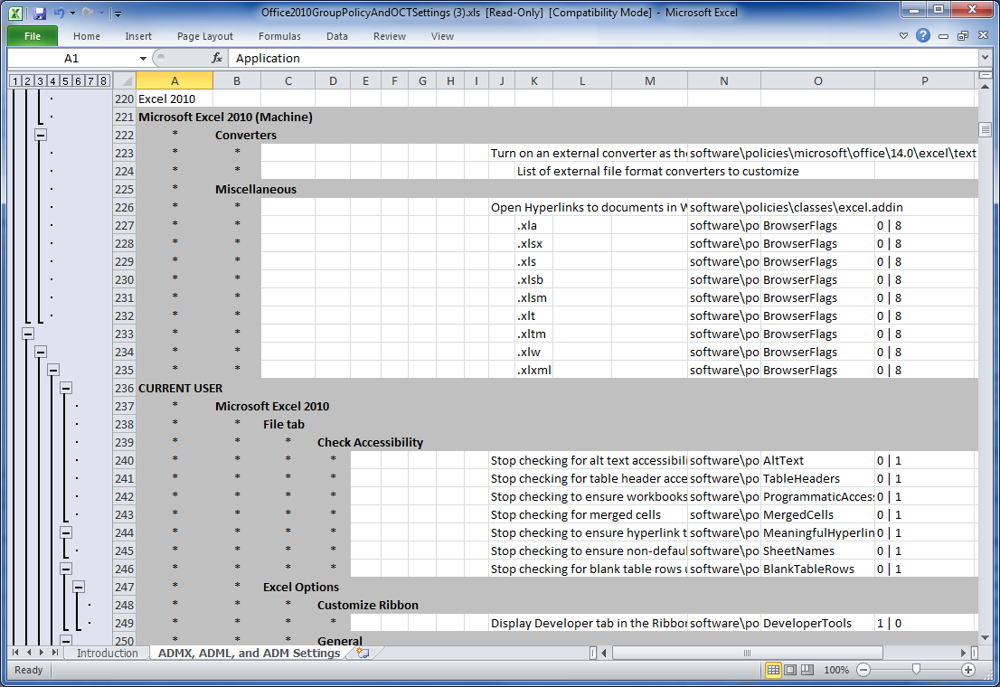 Office2010GroupPolicyAndOCTSettings (3).xls [Read-Only] [Compatibility Mode] - Microsoft Excel
File Home Insert Page Layout Formulas Data Review View
A1 fx Application
1 2 3 4 5 6 7 8 A B C D E F G H I J K L M N O P
220 Excel 2010
221 Microsoft Excel 2010 (Machine)
222 * Converters
223 * * Turn on an external converter as the software\policies\microsoft\office\14.0\excel\text
224 * * List of external file format converters to customize
225 * Miscellaneous
226 * * Open Hyperlinks to documents in W software\policies\classes\excel.addin
227 * * .xla software\po BrowserFlags 0 | 8
228 * * .xlsx software\po BrowserFlags 0 | 8
229 * * .xls software\po BrowserFlags 0 | 8
230 * * .xlsb software\po BrowserFlags 0 | 8
231 * * .xlsm software\po BrowserFlags 0 | 8
232 * * .xlt software\po BrowserFlags 0 | 8
233 * * .xltm software\po BrowserFlags 0 | 8
234 * * .xlw software\po BrowserFlags 0 | 8
235 * * .xlxml software\po BrowserFlags 0 | 8
236 CURRENT USER
237 * Microsoft Excel 2010
238 * * File tab
239 * * * Check Accessibility
240 * * * * Stop checking for alt text accessibili software\po AltText 0 | 1
241 * * * * Stop checking for table header acce software\po TableHeaders 0 | 1
242 * * * * Stop checking to ensure workbooks software\po ProgrammaticAccess 0 | 1
243 * * * * Stop checking for merged cells software\po MergedCells 0 | 1
244 * * * * Stop checking to ensure hyperlink t software\po MeaningfulHyperlin 0 | 1
245 * * * * Stop checking to ensure non-defaul software\po SheetNames 0 | 1
246 * * * * Stop checking for blank table rows u software\po BlankTableRows 0 | 1
247 * * Excel Options
248 * * * Customize Ribbon
249 * * * * Display Developer tab in the Ribbon software\po DeveloperTools 1 | 0
250 * * * General
Introduction ADMX, ADML, and ADM Settings
Ready 100%